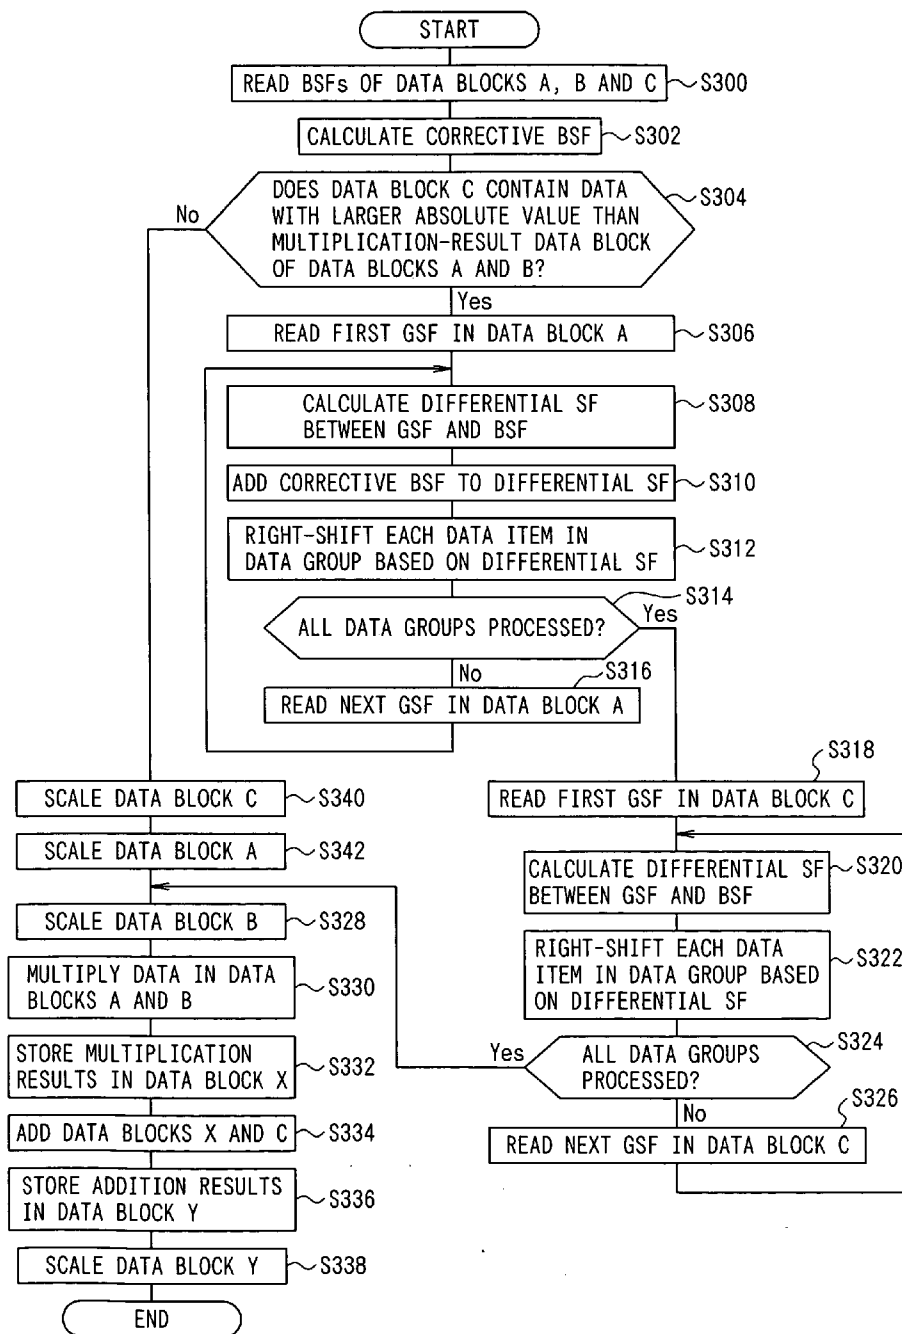 START
READ BSFs OF DATA BLOCKS A, B AND C
S300
CALCULATE CORRECTIVE BSF
S302
DOES DATA BLOCK C CONTAIN DATA
WITH LARGER ABSOLUTE VALUE THAN
MULTIPLICATION-RESULT DATA BLOCK
OF DATA BLOCKS A AND B?
S304
No
Yes
READ FIRST GSF IN DATA BLOCK A
S306
CALCULATE DIFFERENTIAL SF
BETWEEN GSF AND BSF
S308
ADD CORRECTIVE BSF TO DIFFERENTIAL SF
S310
RIGHT-SHIFT EACH DATA ITEM IN
DATA GROUP BASED ON DIFFERENTIAL SF
S312
ALL DATA GROUPS PROCESSED?
S314
Yes
No
READ NEXT GSF IN DATA BLOCK A
S316
READ FIRST GSF IN DATA BLOCK C
S318
CALCULATE DIFFERENTIAL SF
BETWEEN GSF AND BSF
S320
RIGHT-SHIFT EACH DATA
ITEM IN DATA GROUP BASED
ON DIFFERENTIAL SF
S322
ALL DATA GROUPS
PROCESSED?
S324
Yes
No
READ NEXT GSF IN DATA BLOCK C
S326
SCALE DATA BLOCK C
S340
SCALE DATA BLOCK A
S342
SCALE DATA BLOCK B
S328
MULTIPLY DATA IN DATA
BLOCKS A AND B
S330
STORE MULTIPLICATION
RESULTS IN DATA BLOCK X
S332
ADD DATA BLOCKS X AND C
S334
STORE ADDITION RESULTS
IN DATA BLOCK Y
S336
SCALE DATA BLOCK Y
S338
END